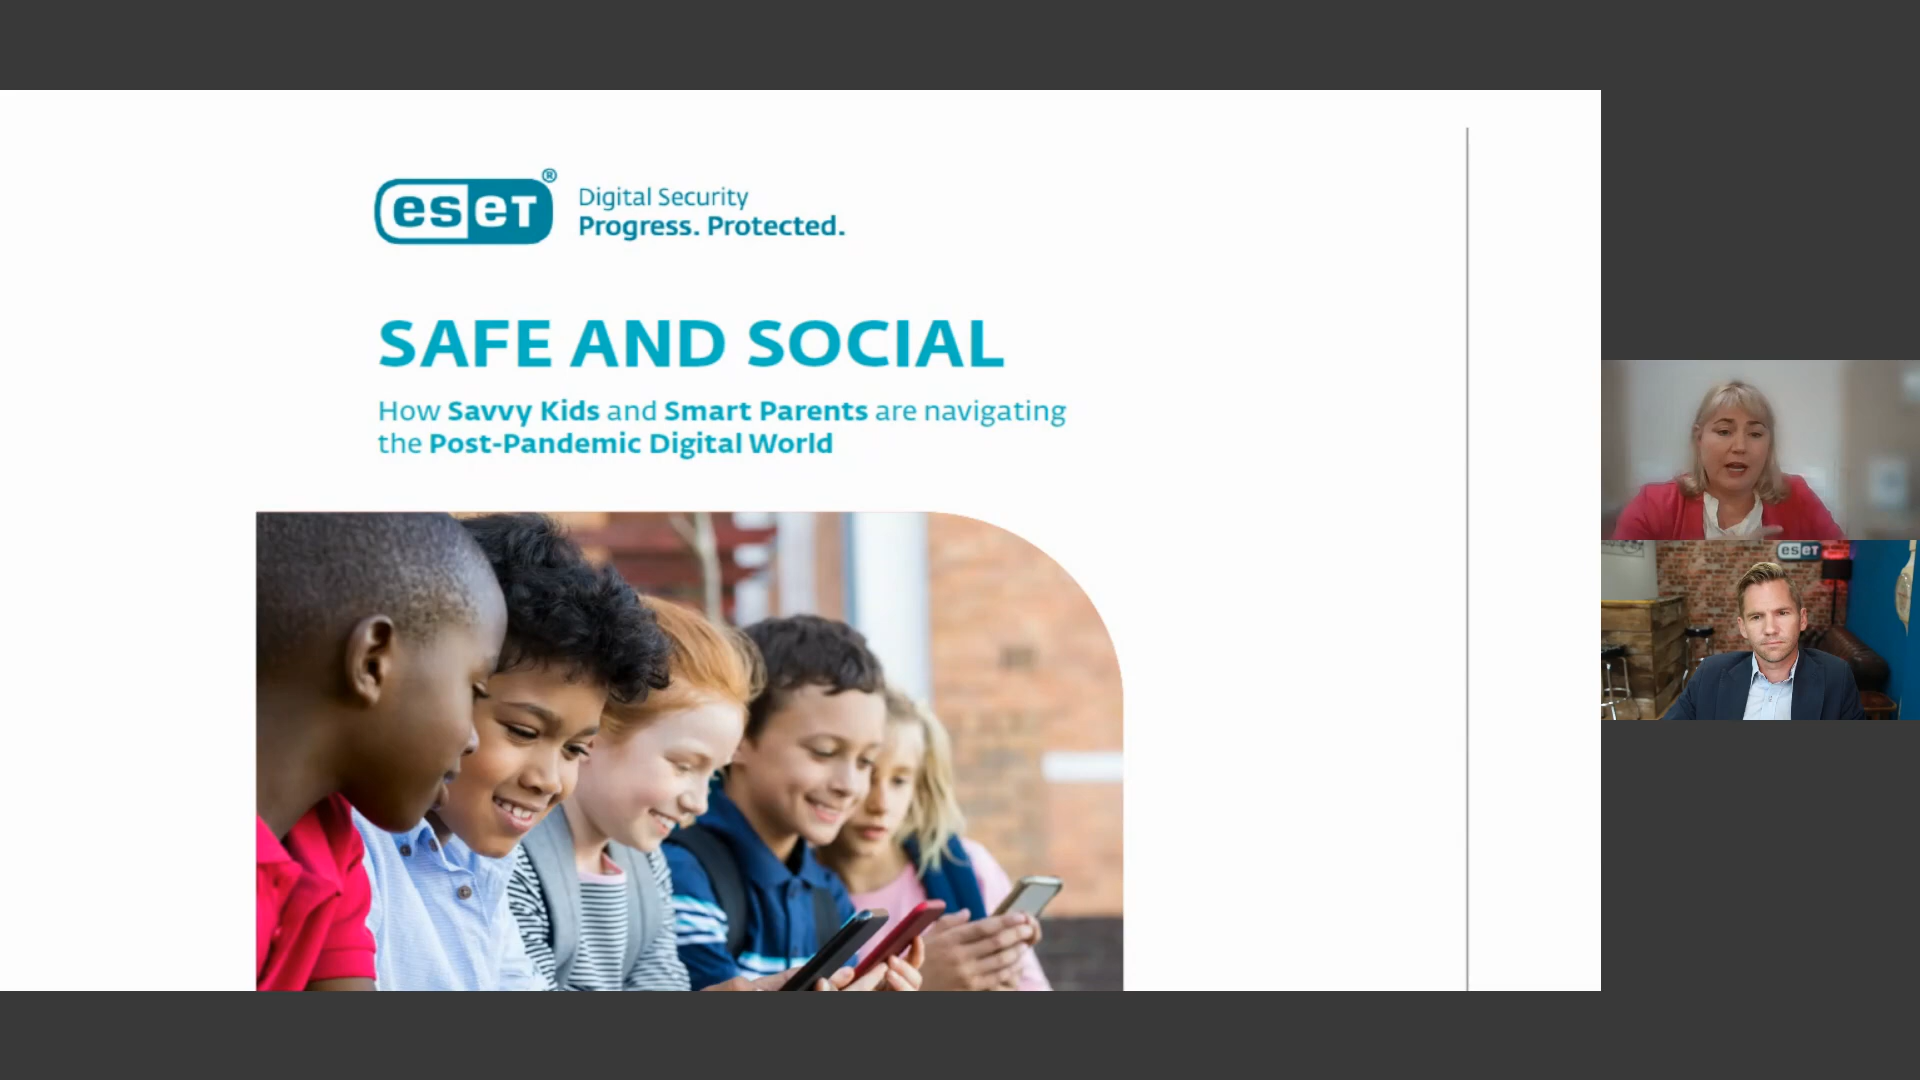 eset®
Digital Security
Progress. Protected.
SAFE AND SOCIAL
How Savvy Kids and Smart Parents are navigating
the Post-Pandemic Digital World
eset